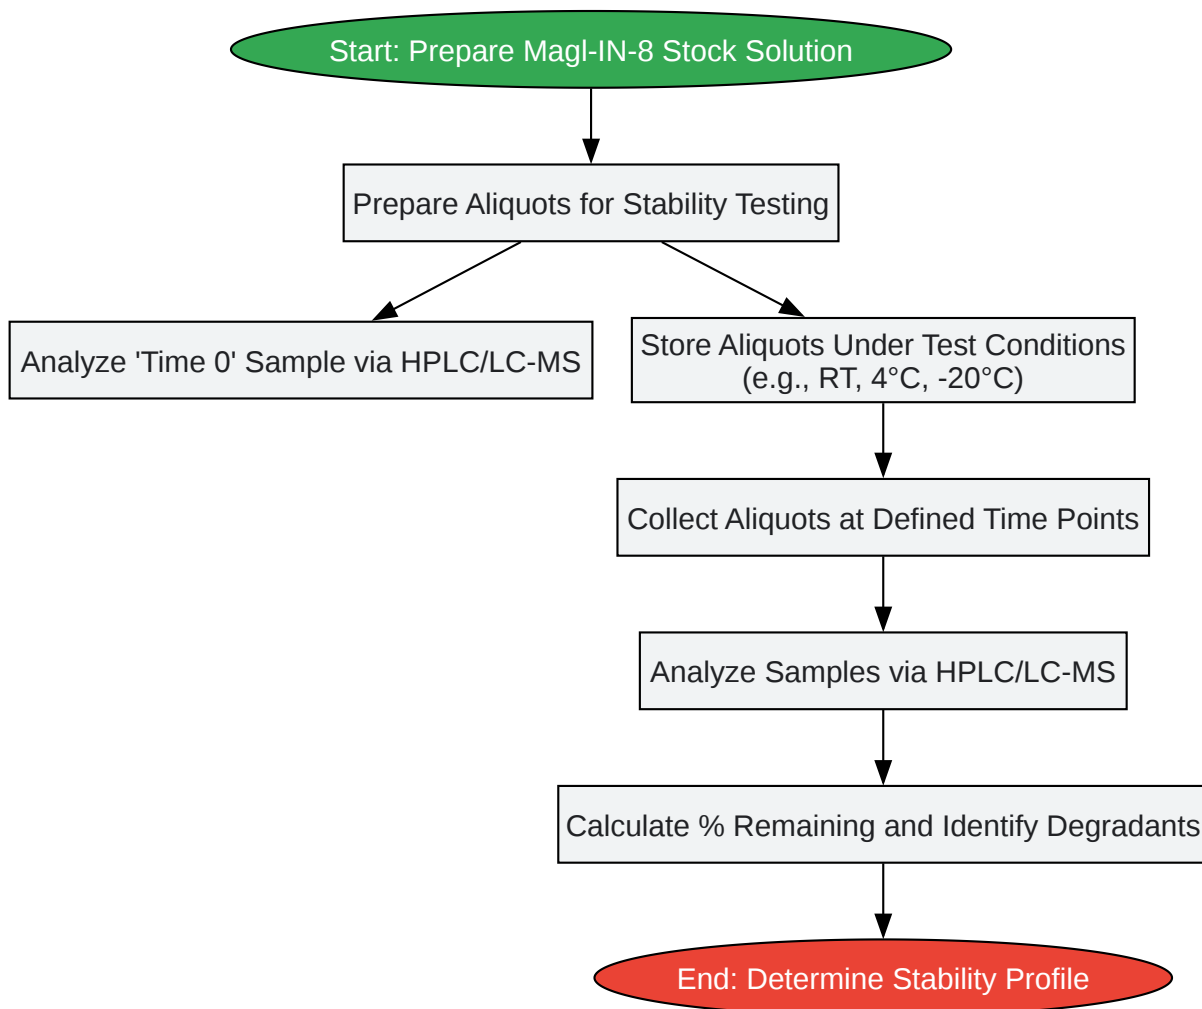 Start: Prepare Magl-IN-8 Stock Solution
Prepare Aliquots for Stability Testing
Analyze 'Time 0' Sample via HPLC/LC-MS
Store Aliquots Under Test Conditions
(e.g., RT, 4°C, -20°C)
Collect Aliquots at Defined Time Points
Analyze Samples via HPLC/LC-MS
Calculate % Remaining and Identify Degradants
End: Determine Stability Profile